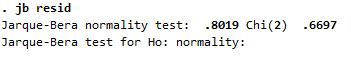 . jb resid
Jarque-Bera normality test:  .8019 Chi(2)  .6697
Jarque-Bera test for Ho: normality: